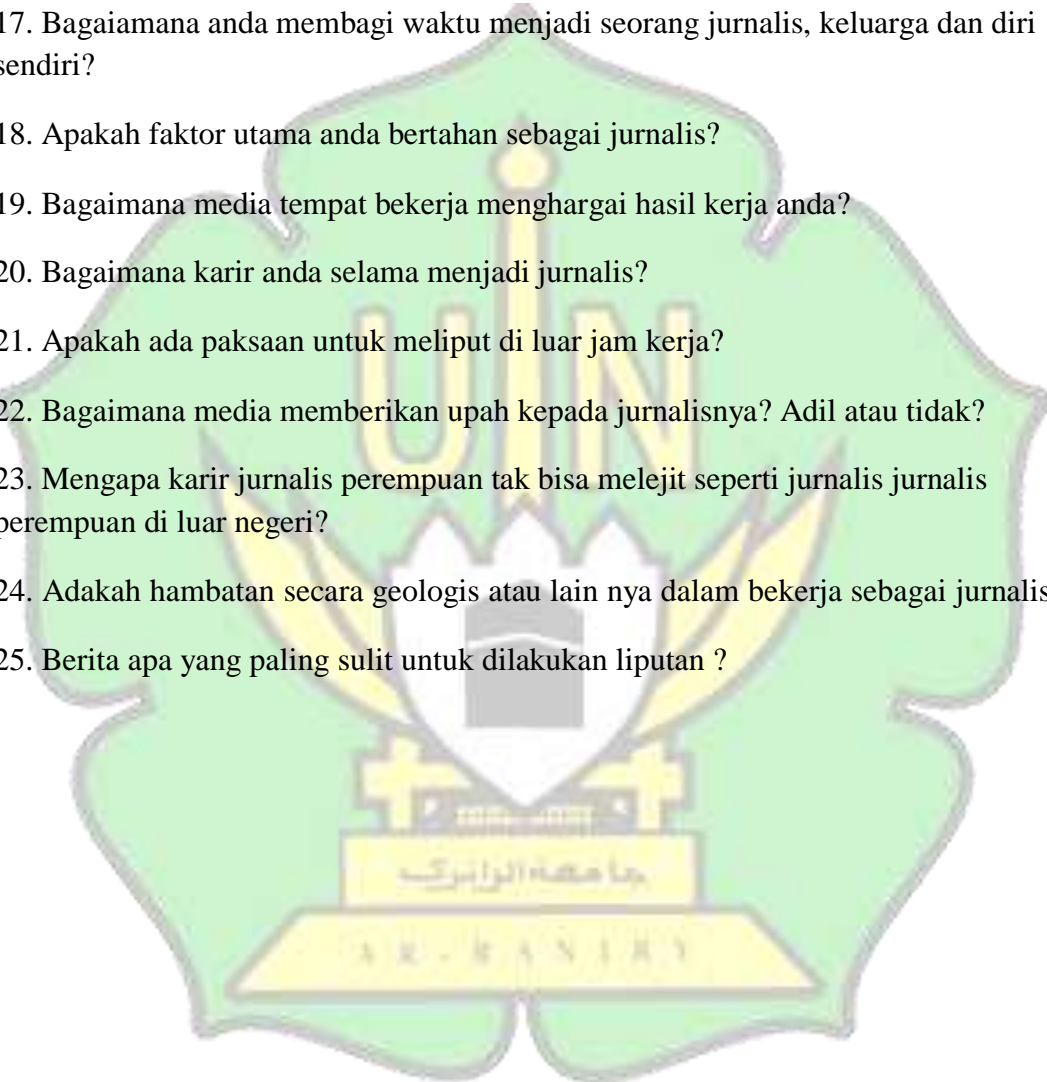 17. Bagaiamana anda membagi waktu menjadi seorang jurnalis, keluarga dan diri
sendiri?
18. Apakah faktor utama anda bertahan sebagai jurnalis?
19. Bagaimana media tempat bekerja menghargai hasil kerja anda?
20. Bagaimana karir anda selama menjadi jurnalis?
21. Apakah ada paksaan untuk meliput di luar jam kerja?
22. Bagaimana media memberikan upah kepada jurnalisnya? Adil atau tidak?
23. Mengapa karir jurnalis perempuan tak bisa melejit seperti jurnalis jurnalis
perempuan di luar negeri?
24. Adakah hambatan secara geologis atau lain nya dalam bekerja sebagai jurnalis
25. Berita apa yang paling sulit untuk dilakukan liputan ?
UIN
جامعة الرانري
AR-RANIRY